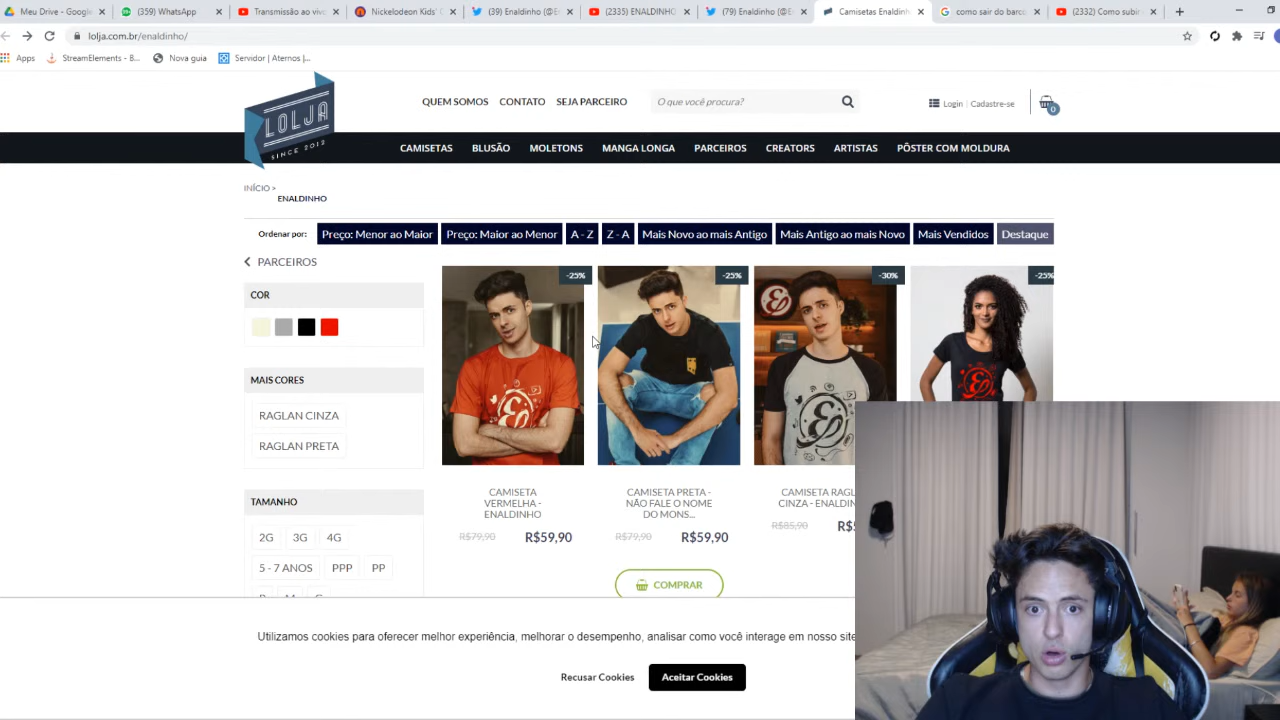 Meu Drive - Google
(359) WhatsApp
Transmissão ao vivo
Nickelodeon Kids' C
(39) Enaldinho (@E
(2335) ENALDINHO
(79) Enaldinho (@E
Camisetas Enaldinh
como sair do barco
(2332) Como subir
lolja.com.br/enaldinho/
Apps
StreamElements - B...
Nova guia
Servidor | Aternos |...
LOLJA
SINCE 2012
QUEM SOMOS
CONTATO
SEJA PARCEIRO
O que você procura?
Login | Cadastre-se
0
CAMISETAS
BLUSÃO
MOLETONS
MANGA LONGA
PARCEIROS
CREATORS
ARTISTAS
PÔSTER COM MOLDURA
INÍCIO >
ENALDINHO
Ordenar por:
Preço: Menor ao Maior
Preço: Maior ao Menor
A - Z
Z - A
Mais Novo ao mais Antigo
Mais Antigo ao mais Novo
Mais Vendidos
Destaque
PARCEIROS
COR
MAIS CORES
RAGLAN CINZA
RAGLAN PRETA
TAMANHO
2G
3G
4G
5 - 7 ANOS
PPP
PP
-25%
-25%
-30%
-25%
CAMISETA
VERMELHA -
ENALDINHO
R$79,90
R$59,90
CAMISETA PRETA -
NÃO FALE O NOME
DO MONS...
R$79,90
R$59,90
COMPRAR
CAMISETA RAGL
CINZA - ENALDIN
R$85,90
Utilizamos cookies para oferecer melhor experiência, melhorar o desempenho, analisar como você interage em nosso site
Recusar Cookies
Aceitar Cookies